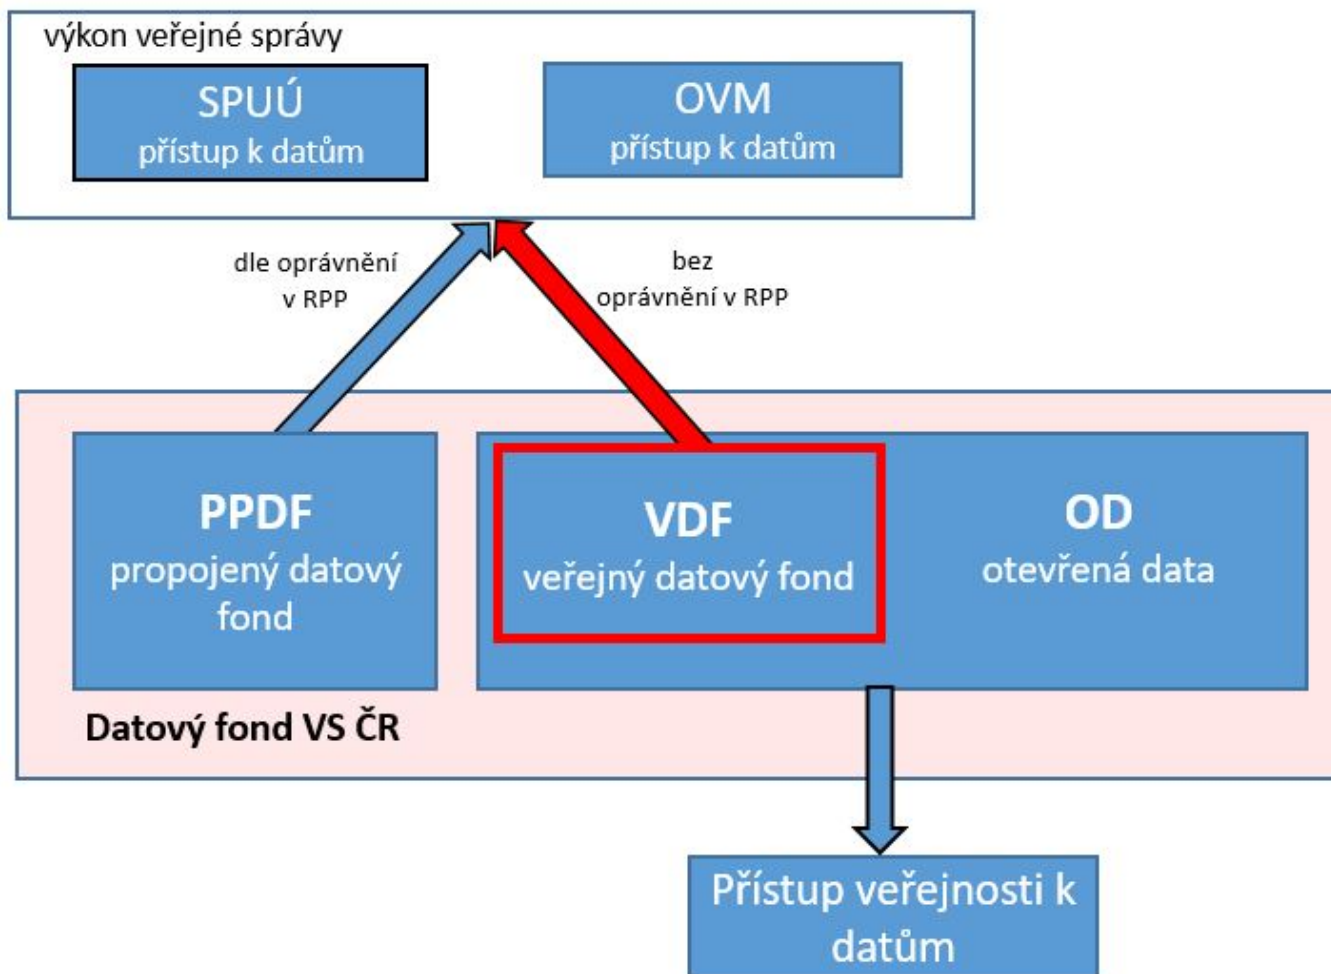 výkon veřejné správy
SPUÚ
přístup k datům
OVM
přístup k datům
dle oprávnění
v RPP
bez
oprávnění v RPP
PPDF
propojený datový
fond
VDF
veřejný datový fond
OD
otevřená data
Datový fond VS ČR
Přístup veřejnosti k
datům